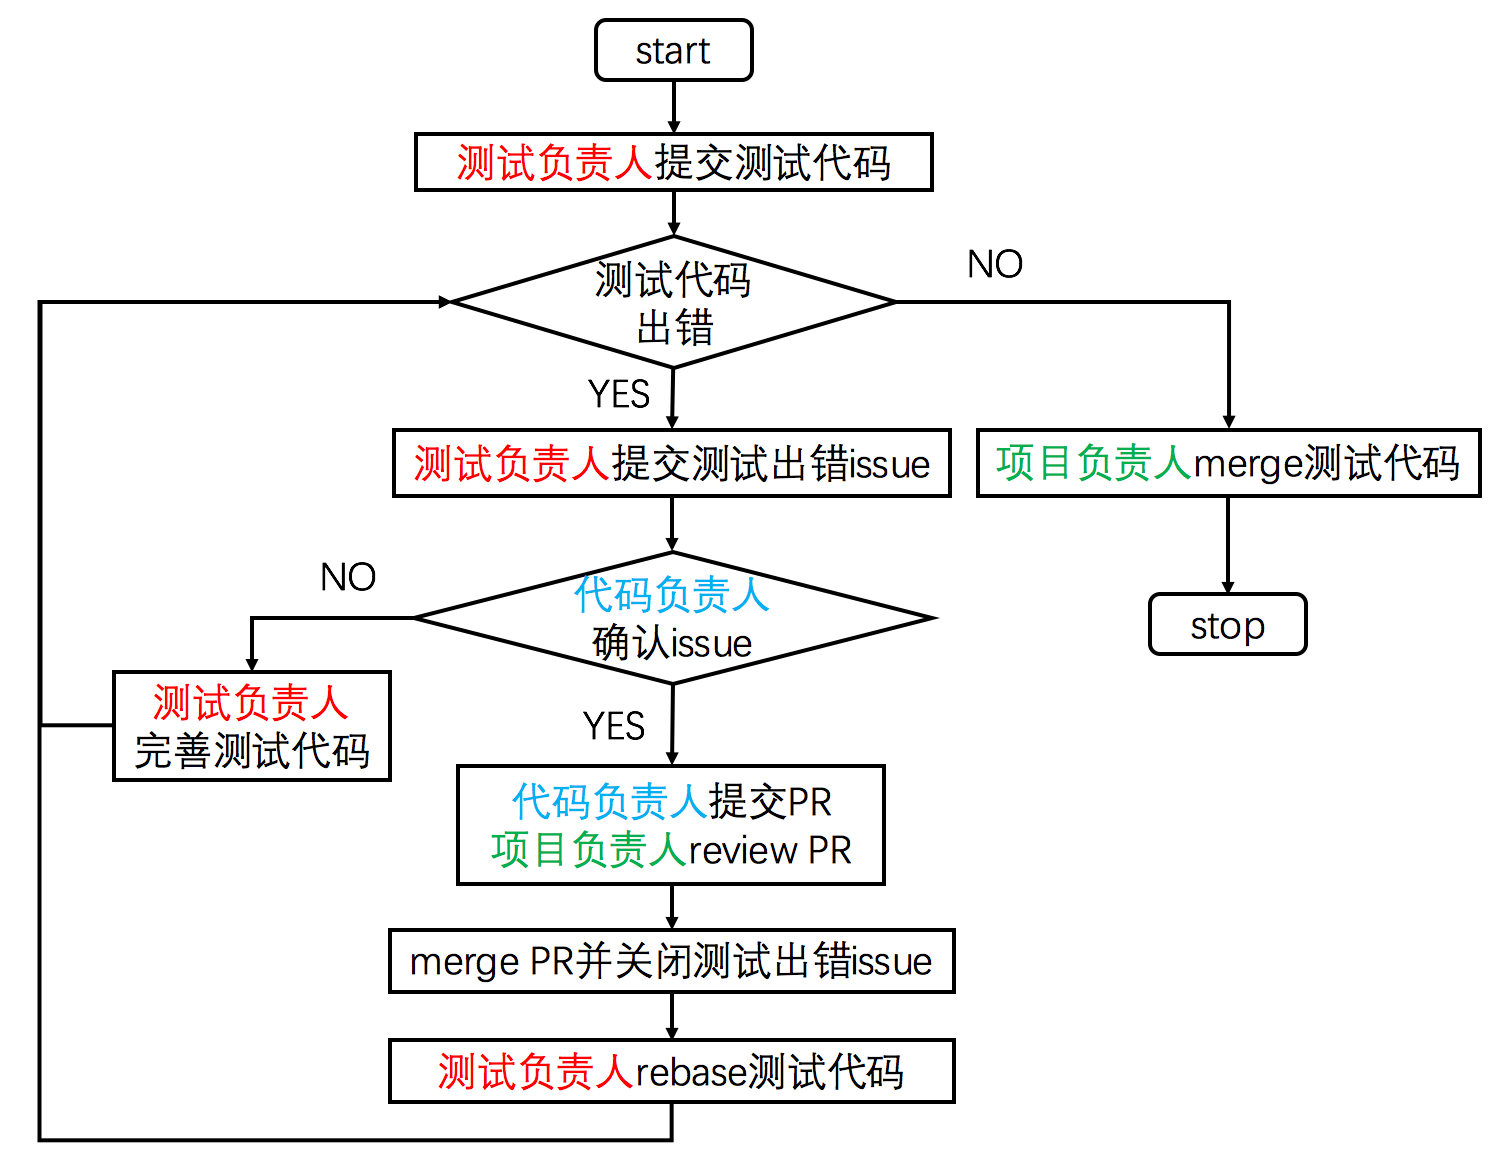 start
测试负责人提交测试代码
测试代码
出错
NO
YES
测试负责人提交测试出错issue
项目负责人merge测试代码
代码负责人
确认issue
NO
stop
测试负责人
完善测试代码
YES
代码负责人提交PR
项目负责人review PR
merge PR并关闭测试出错issue
测试负责人rebase测试代码